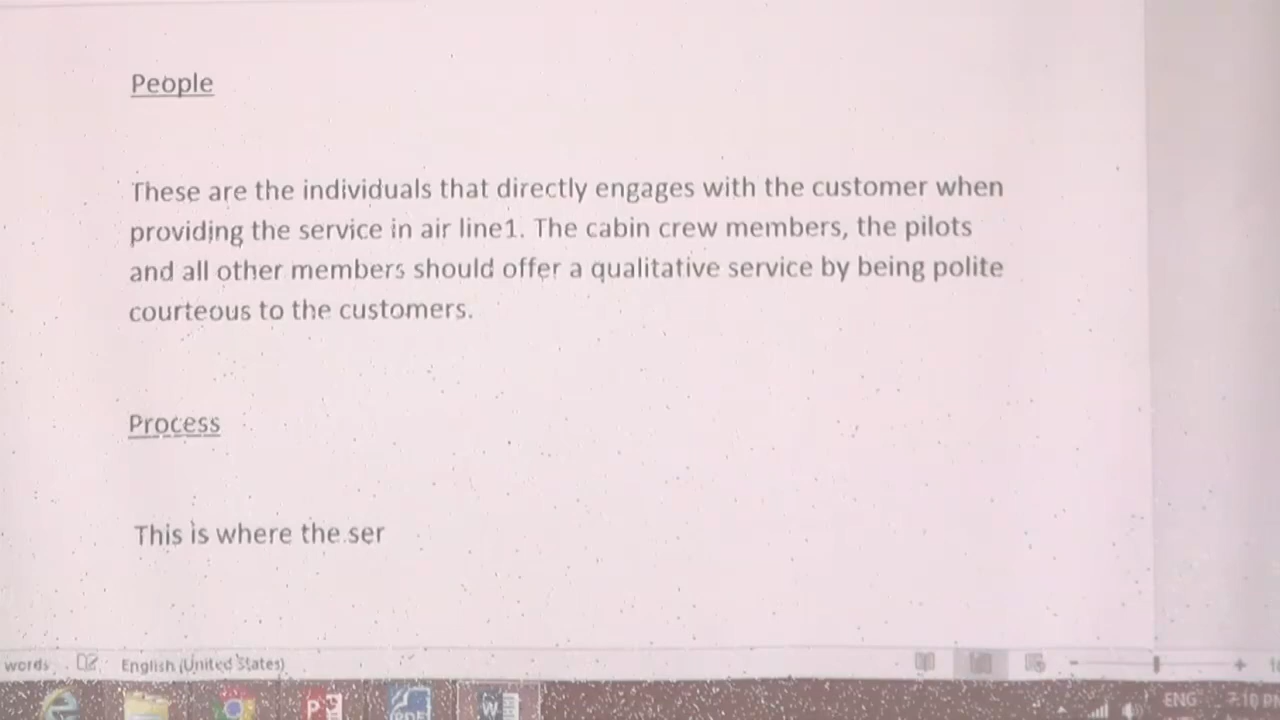 People
These are the individuals that directly engages with the customer when
providing the service in air line1. The cabin crew members, the pilots
and all other members should offer a qualitative service by being polite
courteous to the customers.
Process
This is where the ser
words English (United States)
ENG 7:10